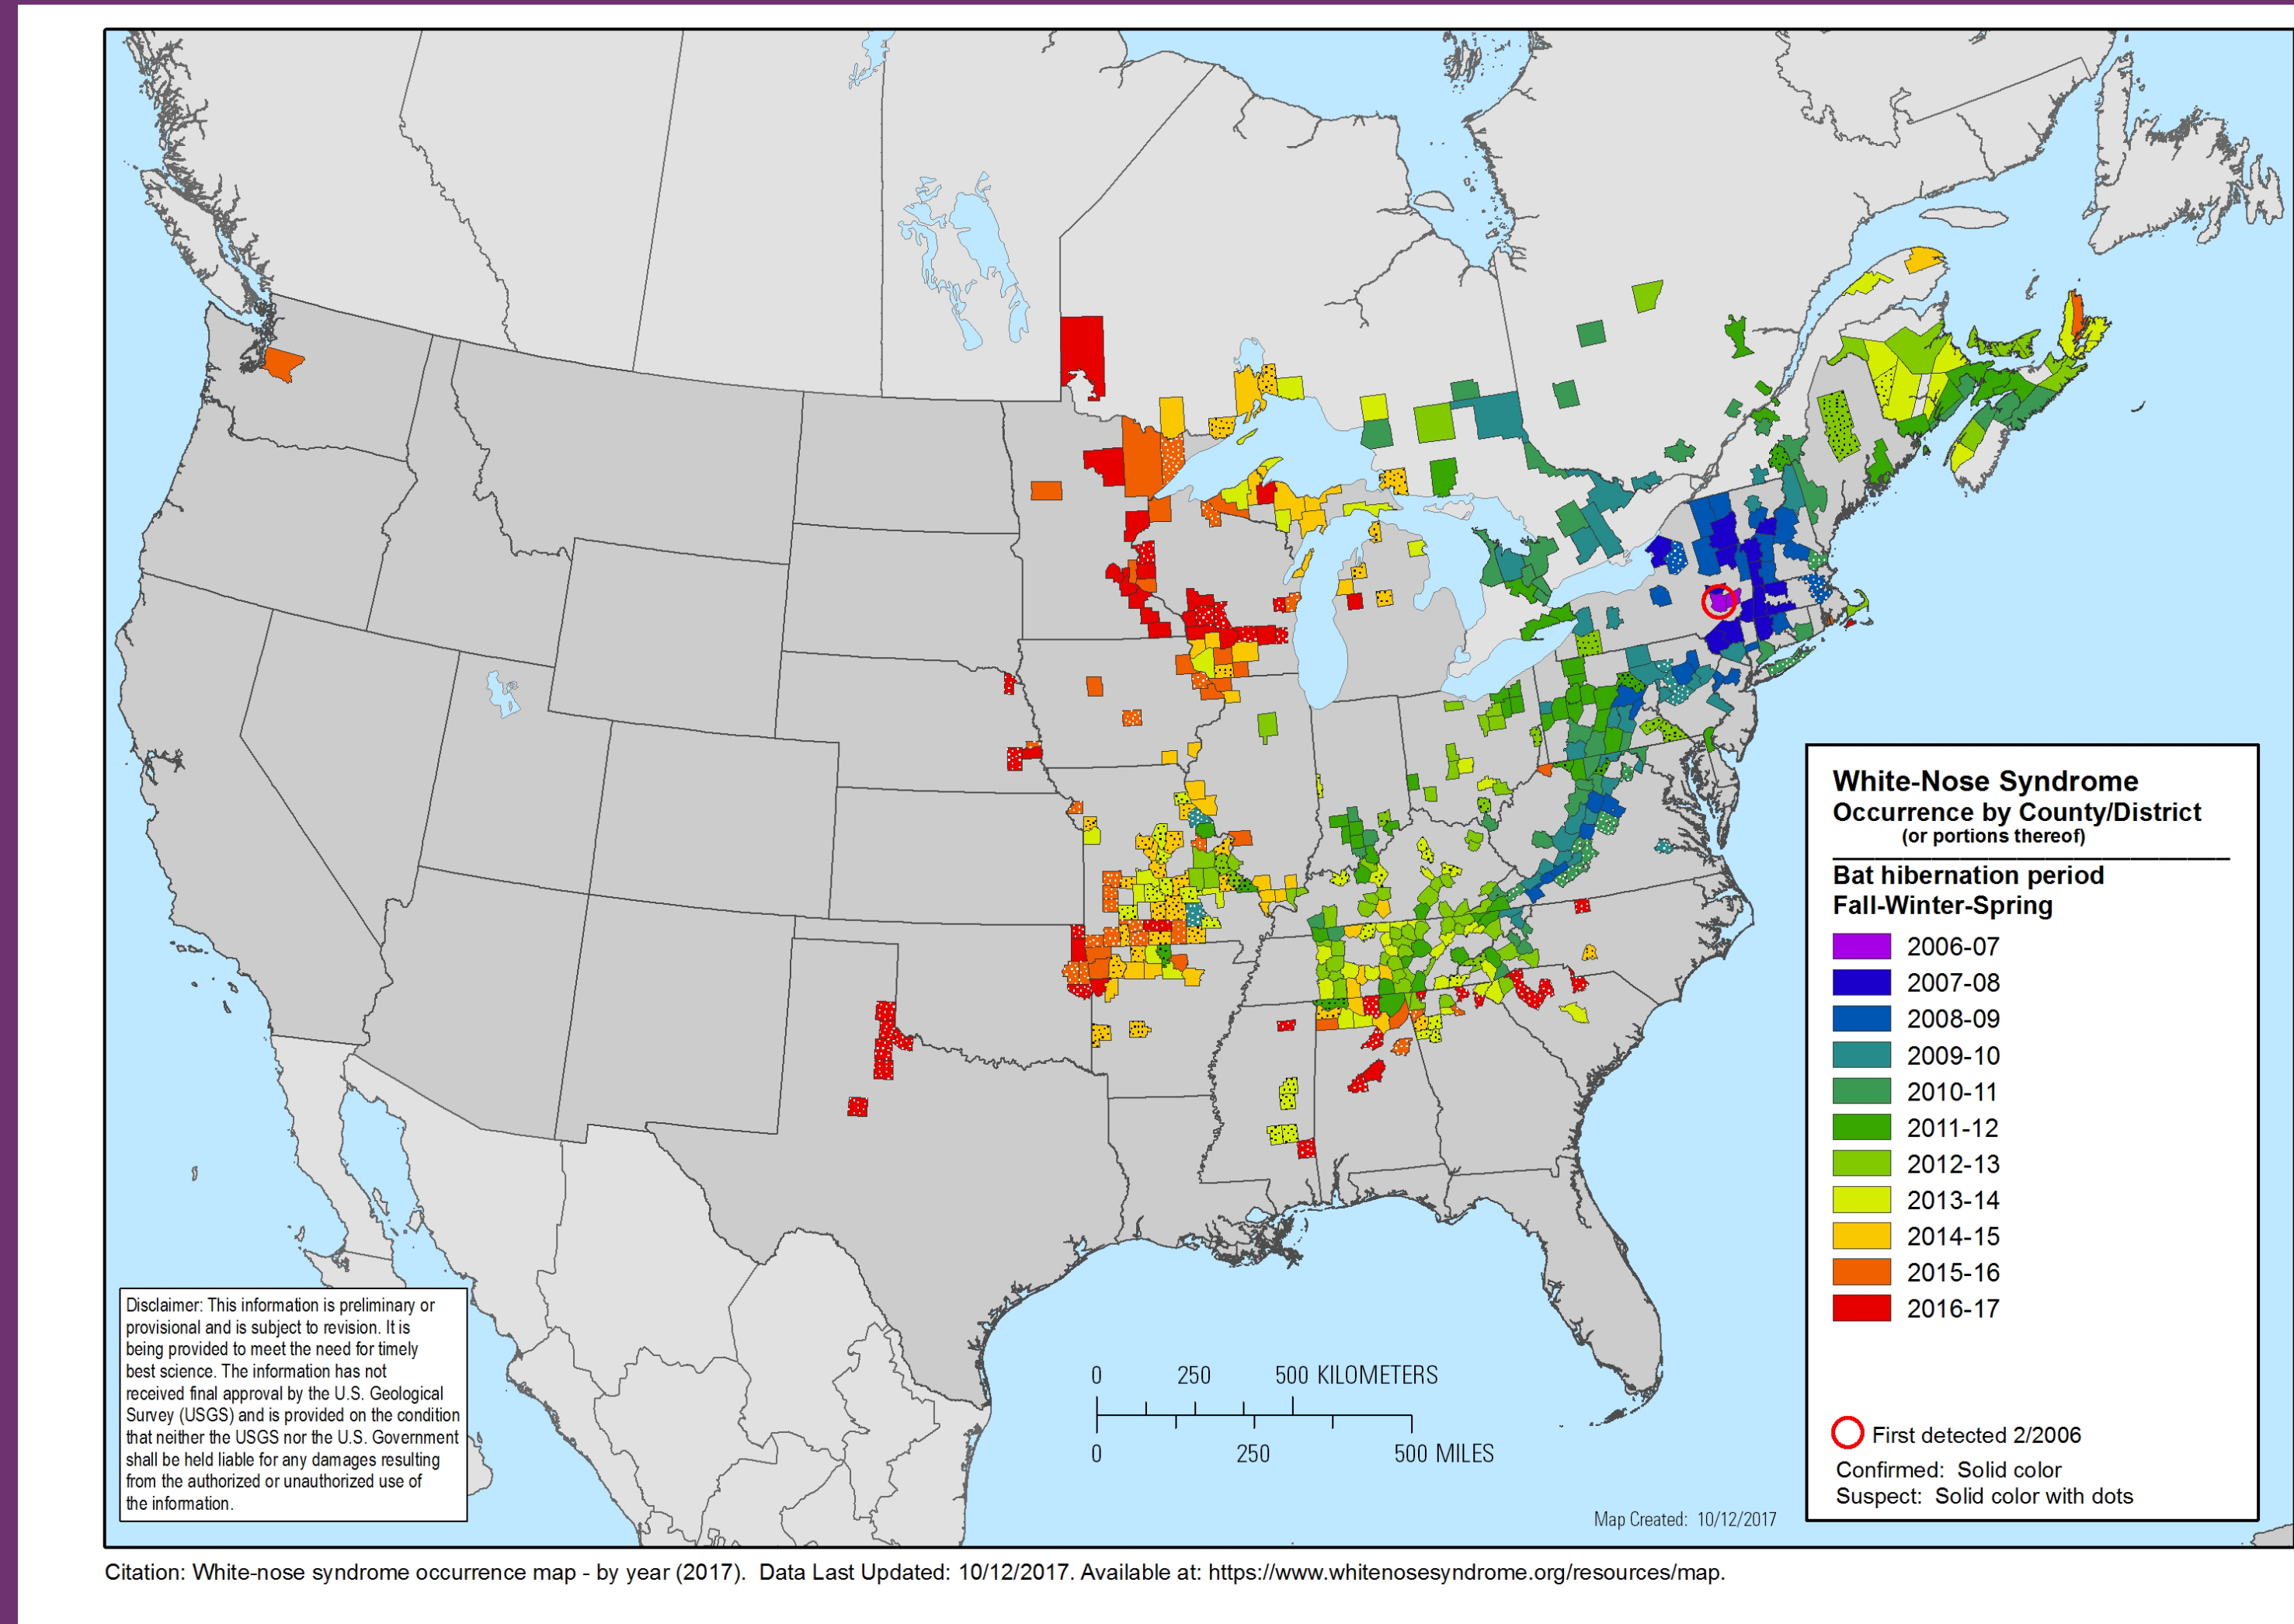 White-Nose Syndrome
Occurrence by County/District
(or portions thereof)
Bat hibernation period
Fall-Winter-Spring
2006-07
2007-08
2008-09
2009-10
2010-11
2011-12
2012-13
2013-14
2014-15
2015-16
2016-17
First detected 2/2006
Confirmed: Solid color
Suspect: Solid color with dots
Disclaimer: This information is preliminary or
provisional and is subject to revision. It is
being provided to meet the need for timely
best science. The information has not
received final approval by the U.S. Geological
Survey (USGS) and is provided on the condition
that neither the USGS nor the U.S. Government
shall be held liable for any damages resulting
from the authorized or unauthorized use of
the information.
0 250 500 KILOMETERS
0 250 500 MILES
Map Created: 10/12/2017
Citation: White-nose syndrome occurrence map - by year (2017). Data Last Updated: 10/12/2017. Available at: https://www.whitenosesyndrome.org/resources/map.